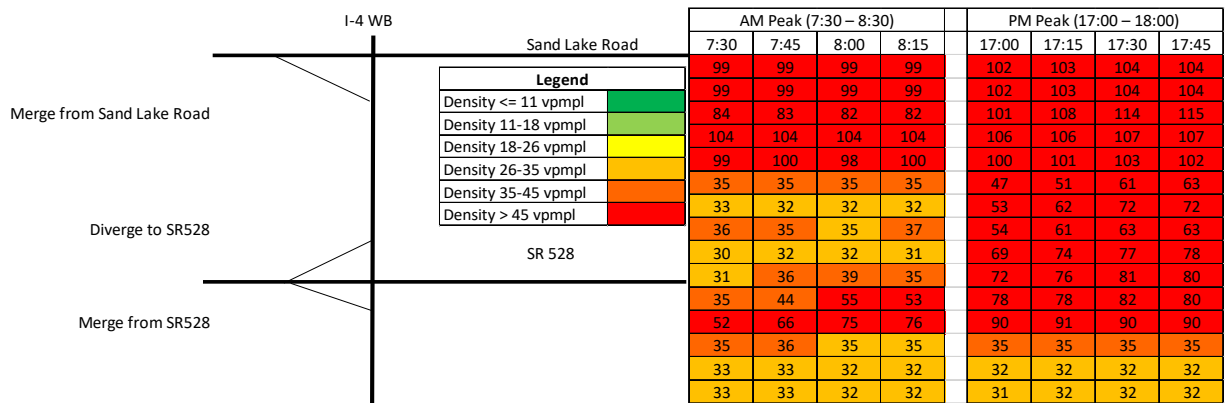 I-4 WB
AM Peak (7:30 – 8:30) PM Peak (17:00 – 18:00)
Sand Lake Road 7:30 7:45 8:00 8:15 17:00 17:15 17:30 17:45
99 99 99 99 102 103 104 104
Legend
99 99 99 99 102 103 104 104
Density <= 11 vpmpl
Merge from Sand Lake Road 84 83 82 82 101 108 114 115
Density 11-18 vpmpl
104 104 104 104 106 106 107 107
Density 18-26 vpmpl
99 100 98 100 100 101 103 102
Density 26-35 vpmpl
35 35 35 35 47 51 61 63
Density 35-45 vpmpl
33 32 32 32 53 62 72 72
Density > 45 vpmpl
Diverge to SR528 36 35 35 37 54 61 63 63
SR 528 30 32 32 31 69 74 77 78
31 36 39 35 72 76 81 80
35 44 55 53 78 78 82 80
Merge from SR528 52 66 75 76 90 91 90 90
35 36 35 35 35 35 35 35
33 33 32 32 32 32 32 32
33 33 32 32 31 32 32 32